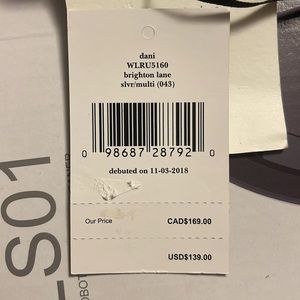 dani
WLRU5160
brighton lane
slvr/multi (043)
0 98687 28792 0
debuted on 11-03-2018
Our Price CAD$169.00
USD$139.00
S01